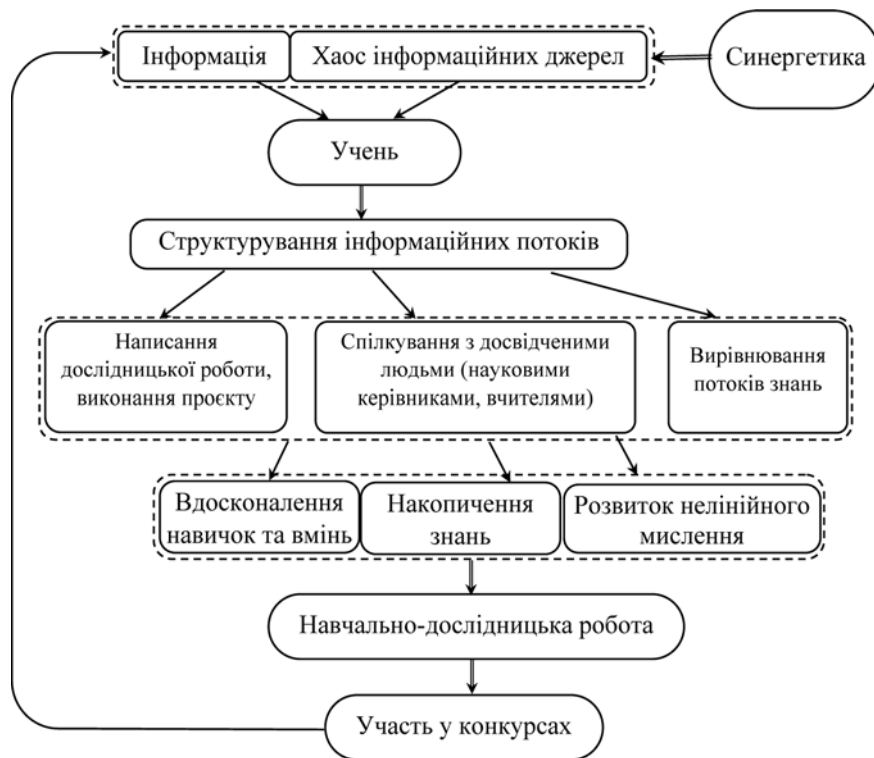 Інформація
Хаос інформаційних джерел
Синергетика
Учень
Структурування інформаційних потоків
Написання
дослідницької роботи,
виконання проєкту
Спілкування з досвідченими
людьми (науковими
керівниками, вчителями)
Вирівнювання
потоків знань
Вдосконалення
навичок та вмінь
Накопичення
знань
Розвиток нелінійного
мислення
Навчально-дослідницька робота
Участь у конкурсах